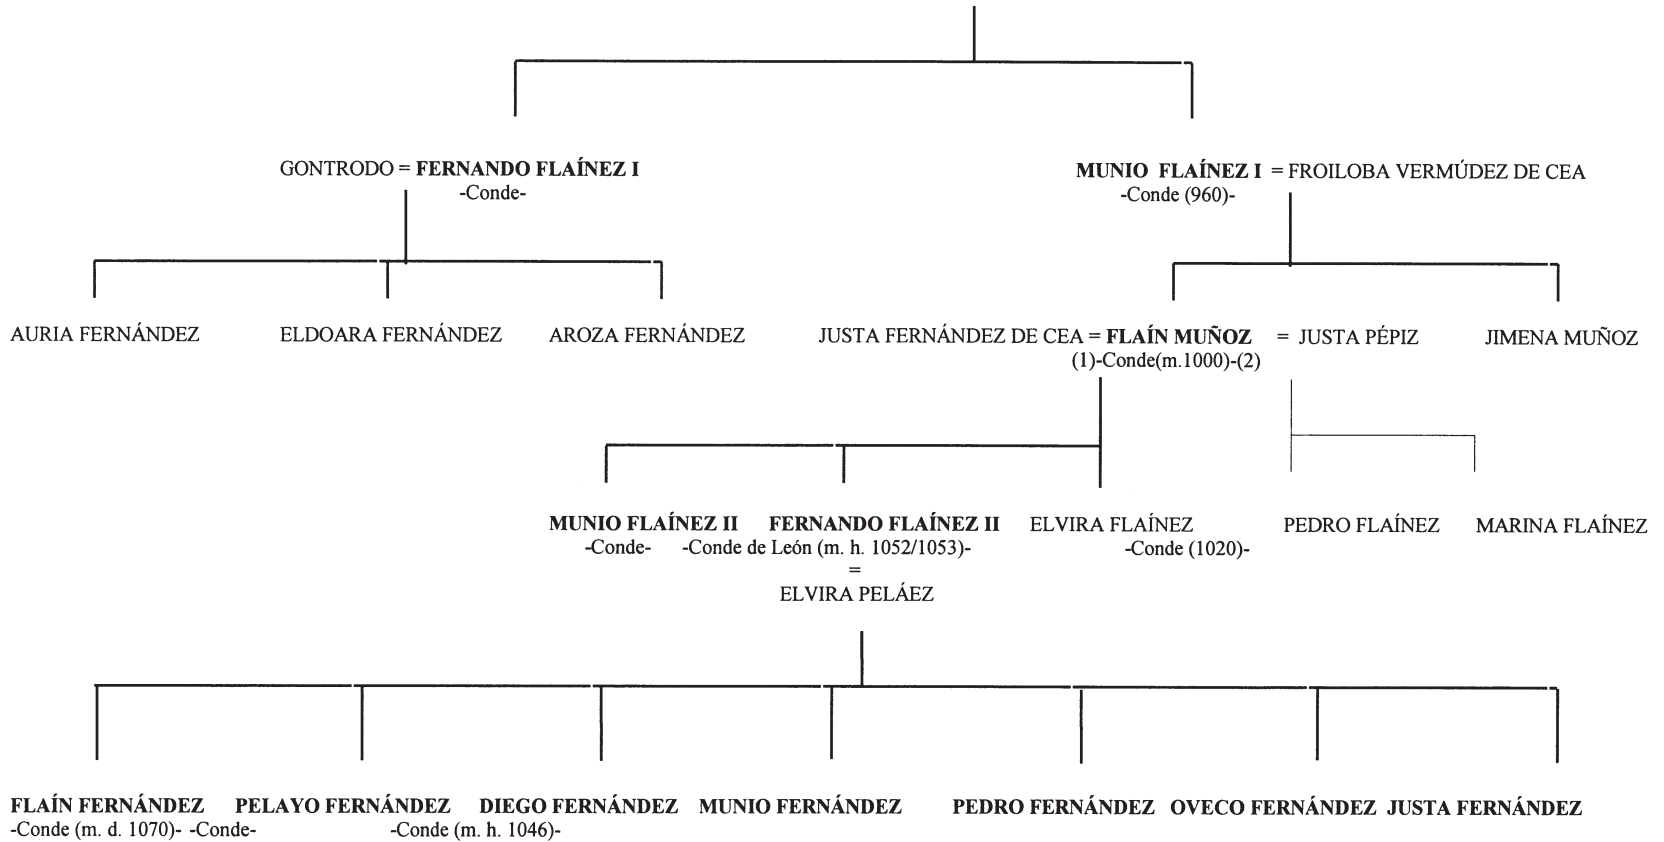 GONTRODO = FERNANDO FLAÍNEZ I
-Conde-
MUNIO FLAÍNEZ I = FROILOBA VERMÚDEZ DE CEA
-Conde (960)-
AURIA FERNÁNDEZ
ELDOARA FERNÁNDEZ
AROZA FERNÁNDEZ
JUSTA FERNÁNDEZ DE CEA = FLAÍN MUÑOZ = JUSTA PÉPIZ
(1)-Conde(m.1000)-(2)
JIMENA MUÑOZ
MUNIO FLAÍNEZ II
-Conde-
FERNANDO FLAÍNEZ II
-Conde de León (m. h. 1052/1053)-
=
ELVIRA PELÁEZ
ELVIRA FLAÍNEZ
-Conde (1020)-
PEDRO FLAÍNEZ
MARINA FLAÍNEZ
FLAÍN FERNÁNDEZ
-Conde (m. d. 1070)-
PELAYO FERNÁNDEZ
-Conde-
DIEGO FERNÁNDEZ
-Conde (m. h. 1046)-
MUNIO FERNÁNDEZ
PEDRO FERNÁNDEZ
OVECO FERNÁNDEZ
JUSTA FERNÁNDEZ